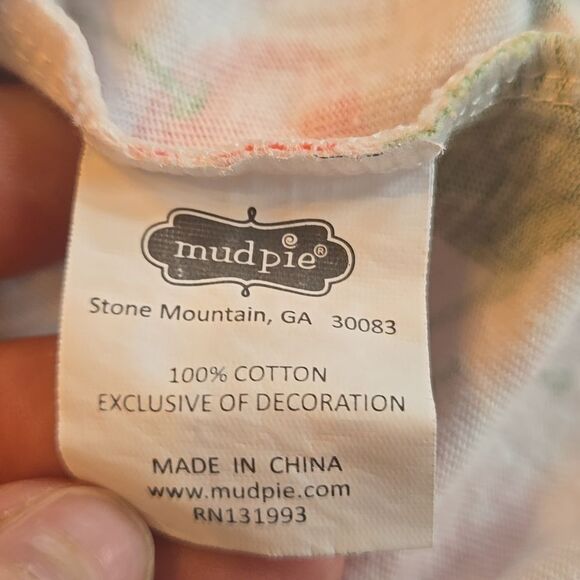 mudpie®
Stone Mountain, GA 30083
100% COTTON
EXCLUSIVE OF DECORATION
MADE IN CHINA
www.mudpie.com
RN131993